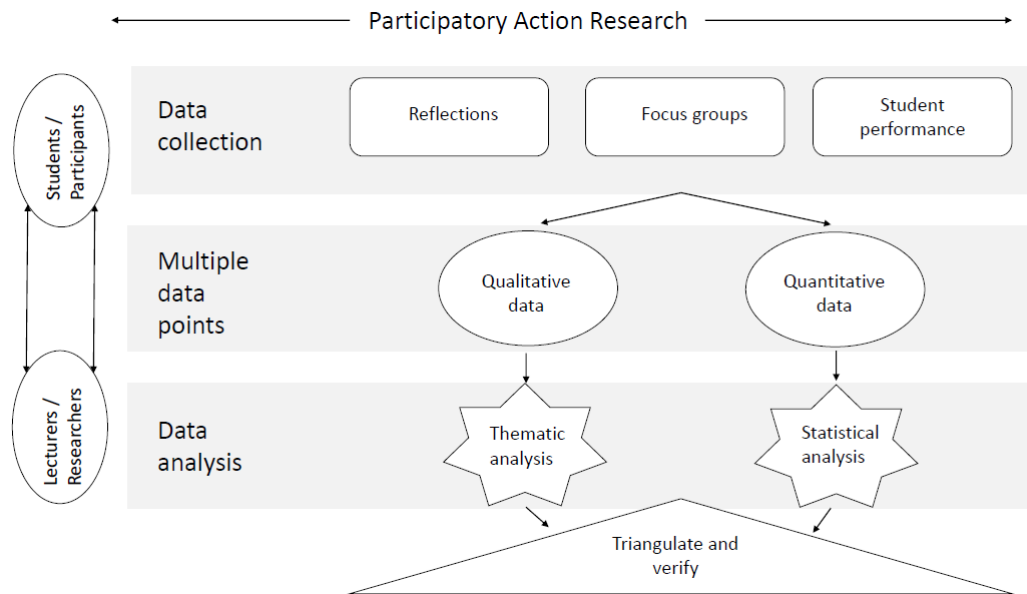 Participatory Action Research
Students /
Participants
Data
collection
Reflections
Focus groups
Student
performance
Multiple
data
points
Qualitative
data
Quantitative
data
Lecturers /
Researchers
Data
analysis
Thematic
analysis
Statistical
analysis
Triangulate and
verify